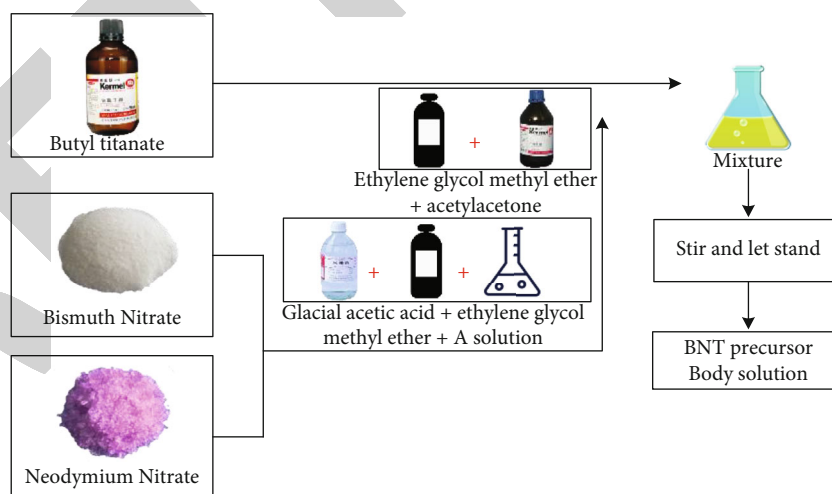 Kermel
Butyl titanate
Bismuth Nitrate
Neodymium Nitrate
Ethylene glycol methyl ether
+ acetylacetone
Glacial acetic acid + ethylene glycol
methyl ether + A solution
Mixture
Stir and let stand
BNT precursor
Body solution